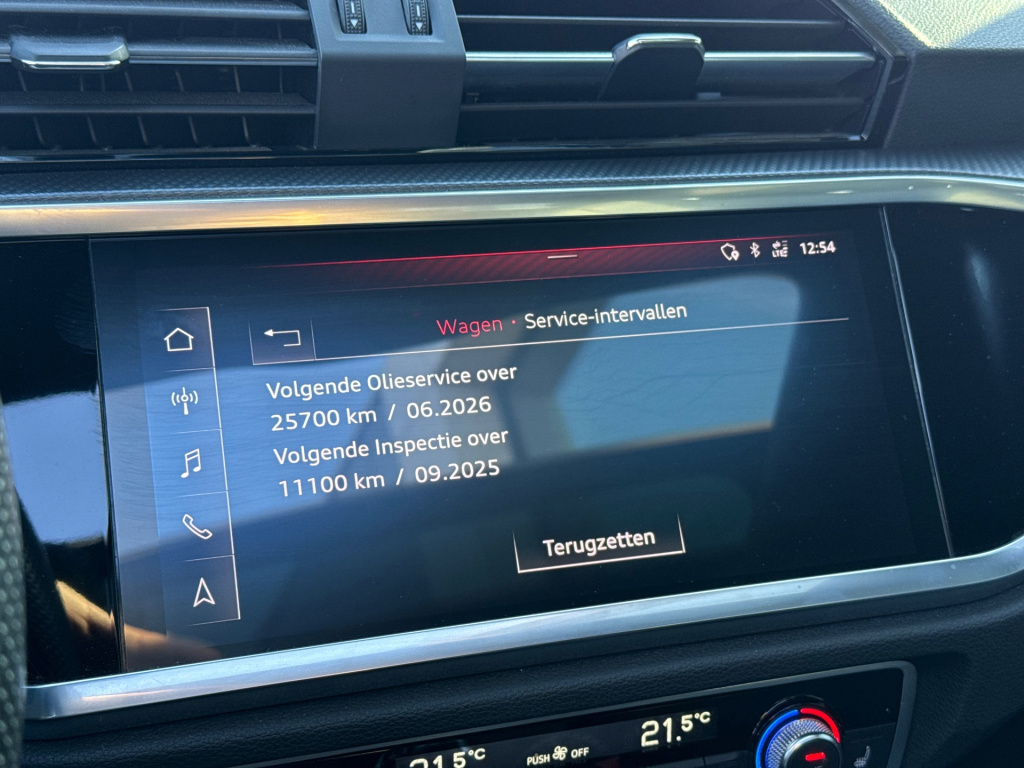 LTE 12:54
Wagen · Service-intervallen
Volgende Olieservice over
25700 km / 06.2026
Volgende Inspectie over
11100 km / 09.2025
Terugzetten
21.5°C
PUSH OFF
21.5°C